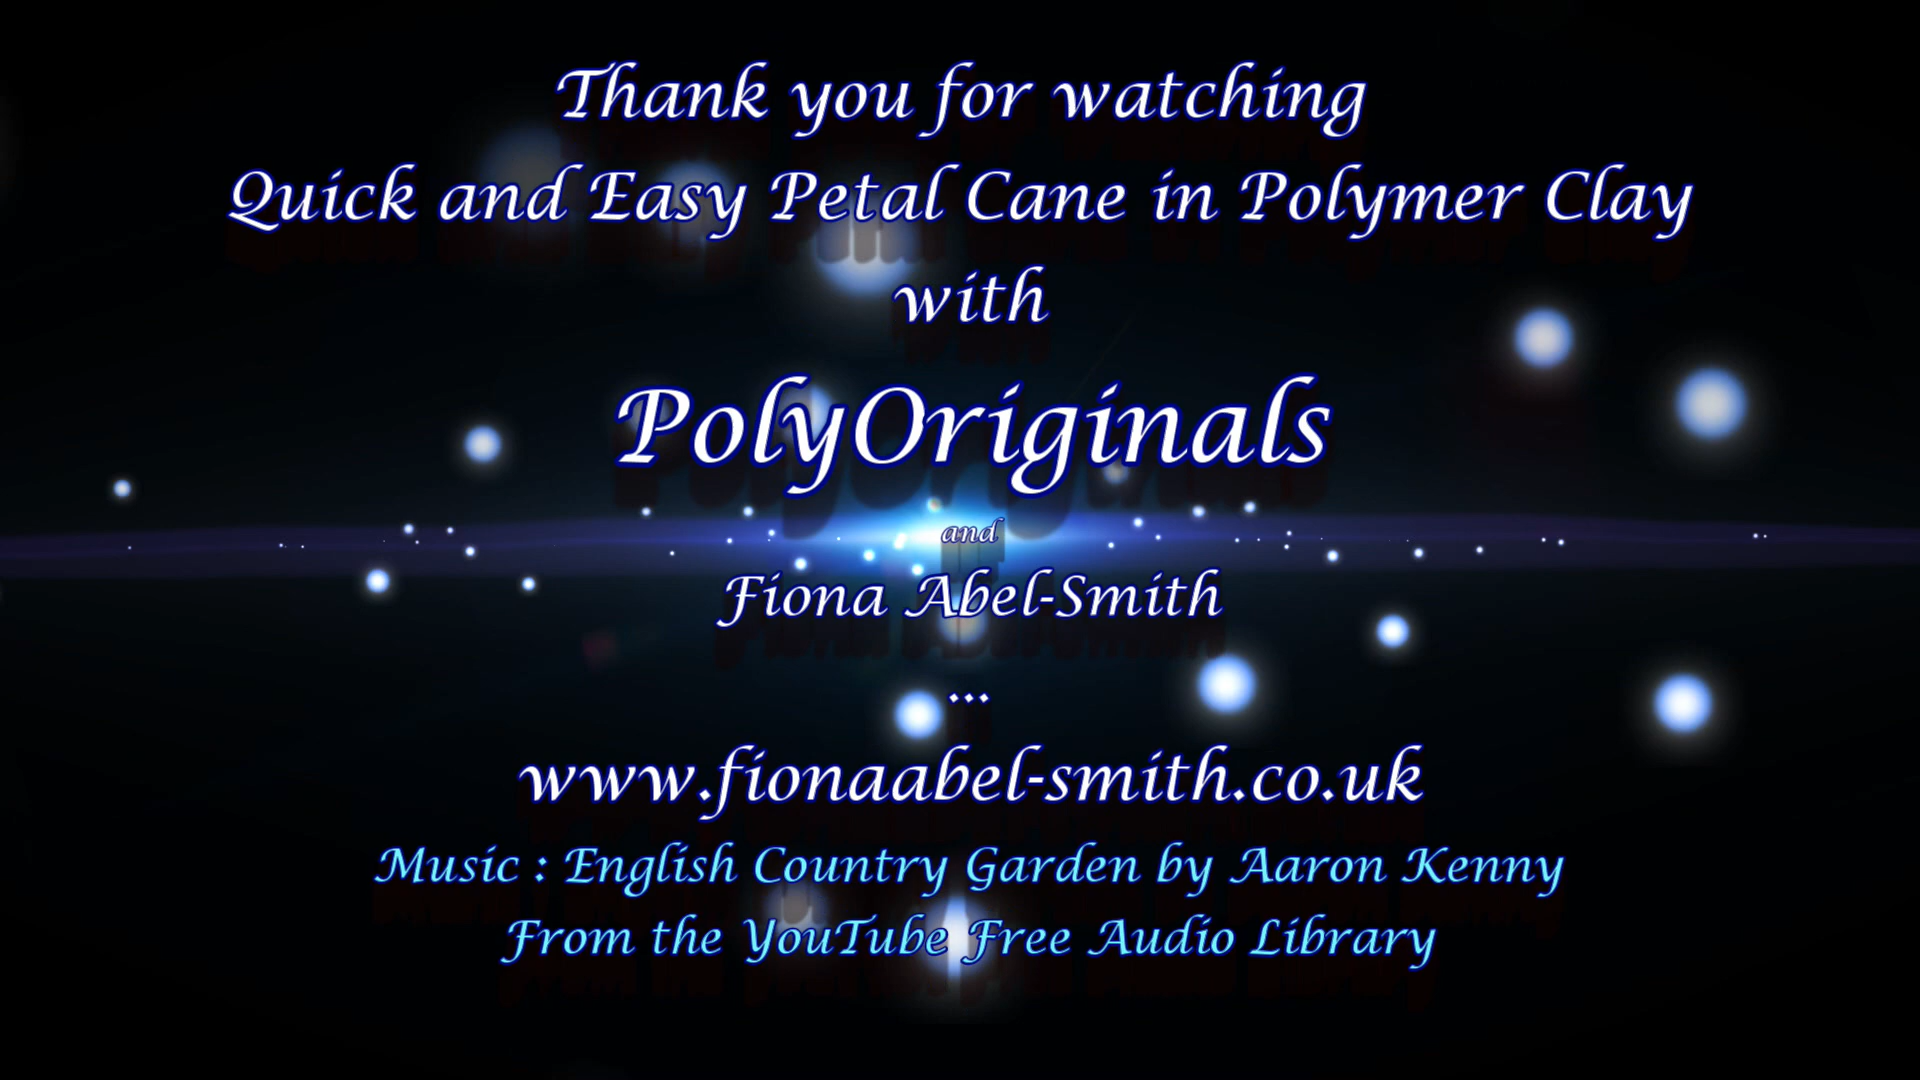 Thank you for watching
Quick and Easy Petal Cane in Polymer Clay
with
PolyOriginals
and
Fiona Abel-Smith
...
www.fionaabel-smith.co.uk
Music : English Country Garden by Aaron Kenny
From the YouTube Free Audio Library